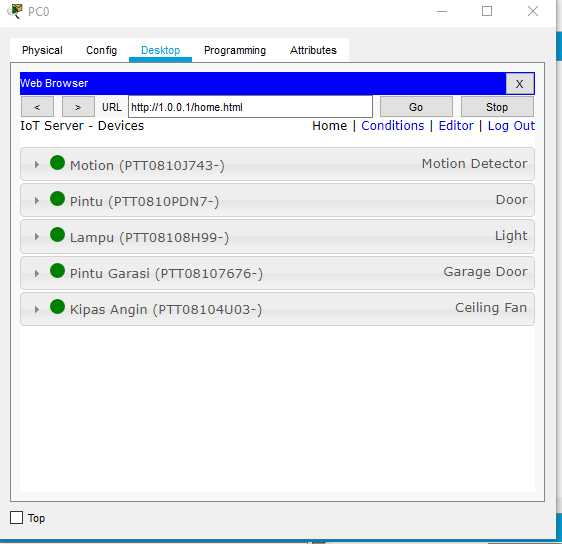 PC0
Physical Config Desktop Programming Attributes
Web Browser X
< > URL http://1.0.0.1/home.html Go Stop
IoT Server - Devices Home | Conditions | Editor | Log Out
Motion (PTT0810J743-) Motion Detector
Pintu (PTT0810PDN7-) Door
Lampu (PTT08108H99-) Light
Pintu Garasi (PTT08107676-) Garage Door
Kipas Angin (PTT08104U03-) Ceiling Fan
Top